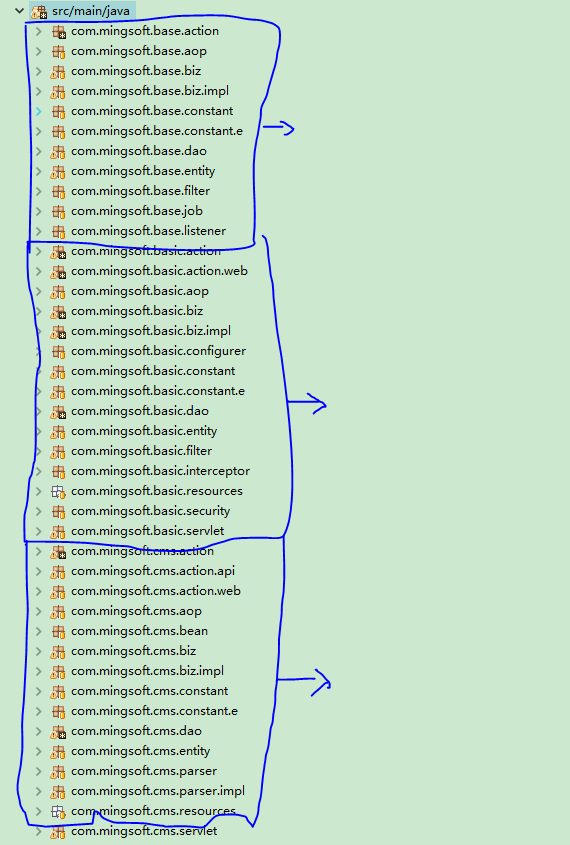 src/main/java
com.mingsoft.base.action
com.mingsoft.base.aop
com.mingsoft.base.biz
com.mingsoft.base.biz.impl
com.mingsoft.base.constant
com.mingsoft.base.constant.e
com.mingsoft.base.dao
com.mingsoft.base.entity
com.mingsoft.base.filter
com.mingsoft.base.job
com.mingsoft.base.listener
com.mingsoft.basic.action
com.mingsoft.basic.action.web
com.mingsoft.basic.aop
com.mingsoft.basic.biz
com.mingsoft.basic.biz.impl
com.mingsoft.basic.configurer
com.mingsoft.basic.constant
com.mingsoft.basic.constant.e
com.mingsoft.basic.dao
com.mingsoft.basic.entity
com.mingsoft.basic.filter
com.mingsoft.basic.interceptor
com.mingsoft.basic.resources
com.mingsoft.basic.security
com.mingsoft.basic.servlet
com.mingsoft.cms.action
com.mingsoft.cms.action.api
com.mingsoft.cms.action.web
com.mingsoft.cms.aop
com.mingsoft.cms.bean
com.mingsoft.cms.biz
com.mingsoft.cms.biz.impl
com.mingsoft.cms.constant
com.mingsoft.cms.constant.e
com.mingsoft.cms.dao
com.mingsoft.cms.entity
com.mingsoft.cms.parser
com.mingsoft.cms.parser.impl
com.mingsoft.cms.resources
com.mingsoft.cms.servlet